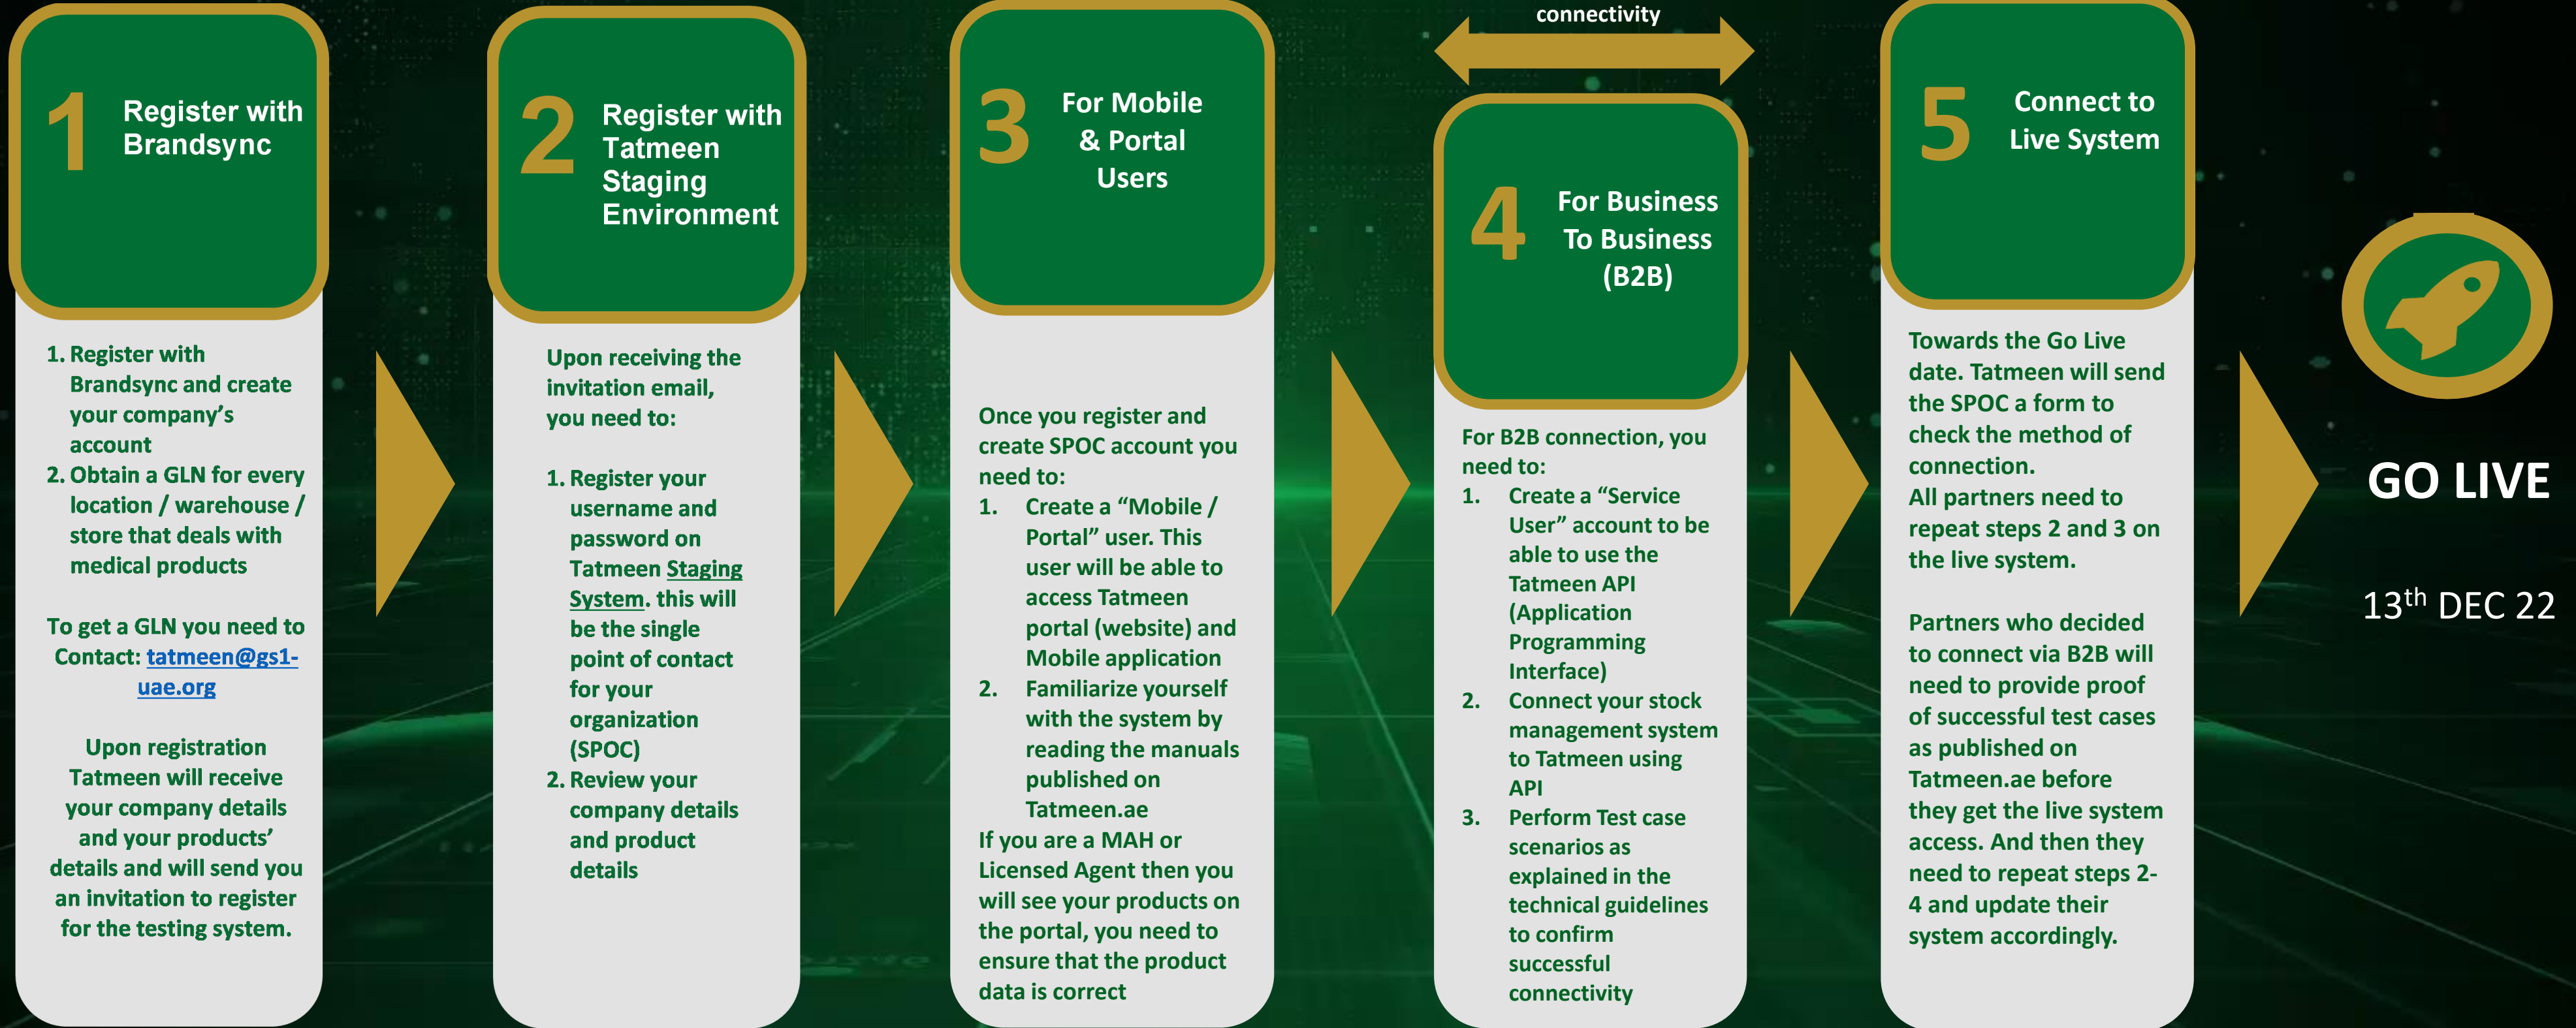 1
Register with
Brandsync
1. Register with
Brandsync and create
your company's
account
2. Obtain a GLN for every
location / warehouse /
store that deals with
medical products
To get a GLN you need to
Contact: tatmeen@gs1-
uae.org
Upon registration
Tatmeen will receive
your company details
and your products'
details and will send you
an invitation to register
for the testing system.
2
Register with
Tatmeen
Staging
Environment
Upon receiving the
invitation email,
you need to:
1. Register your
username and
password on
Tatmeen Staging
System. this will
be the single
point of contact
for your
organization
(SPOC)
2. Review your
company details
and product
details
3
For Mobile
& Portal
Users
Once you register and
create SPOC account you
need to:
1. Create a “Mobile /
Portal” user. This
user will be able to
access Tatmeen
portal (website) and
Mobile application
2. Familiarize yourself
with the system by
reading the manuals
published on
Tatmeen.ae
If you are a MAH or
Licensed Agent then you
will see your products on
the portal, you need to
ensure that the product
data is correct
connectivity
4
For Business
To Business
(B2B)
For B2B connection, you
need to:
1. Create a “Service
User” account to be
able to use the
Tatmeen API
(Application
Programming
Interface)
2. Connect your stock
management system
to Tatmeen using
API
3. Perform Test case
scenarios as
explained in the
technical guidelines
to confirm
successful
connectivity
5
Connect to
Live System
Towards the Go Live
date. Tatmeen will send
the SPOC a form to
check the method of
connection.
All partners need to
repeat steps 2 and 3 on
the live system.
Partners who decided
to connect via B2B will
need to provide proof
of successful test cases
as published on
Tatmeen.ae before
they get the live system
access. And then they
need to repeat steps 2-
4 and update their
system accordingly.
GO LIVE
13th DEC 22